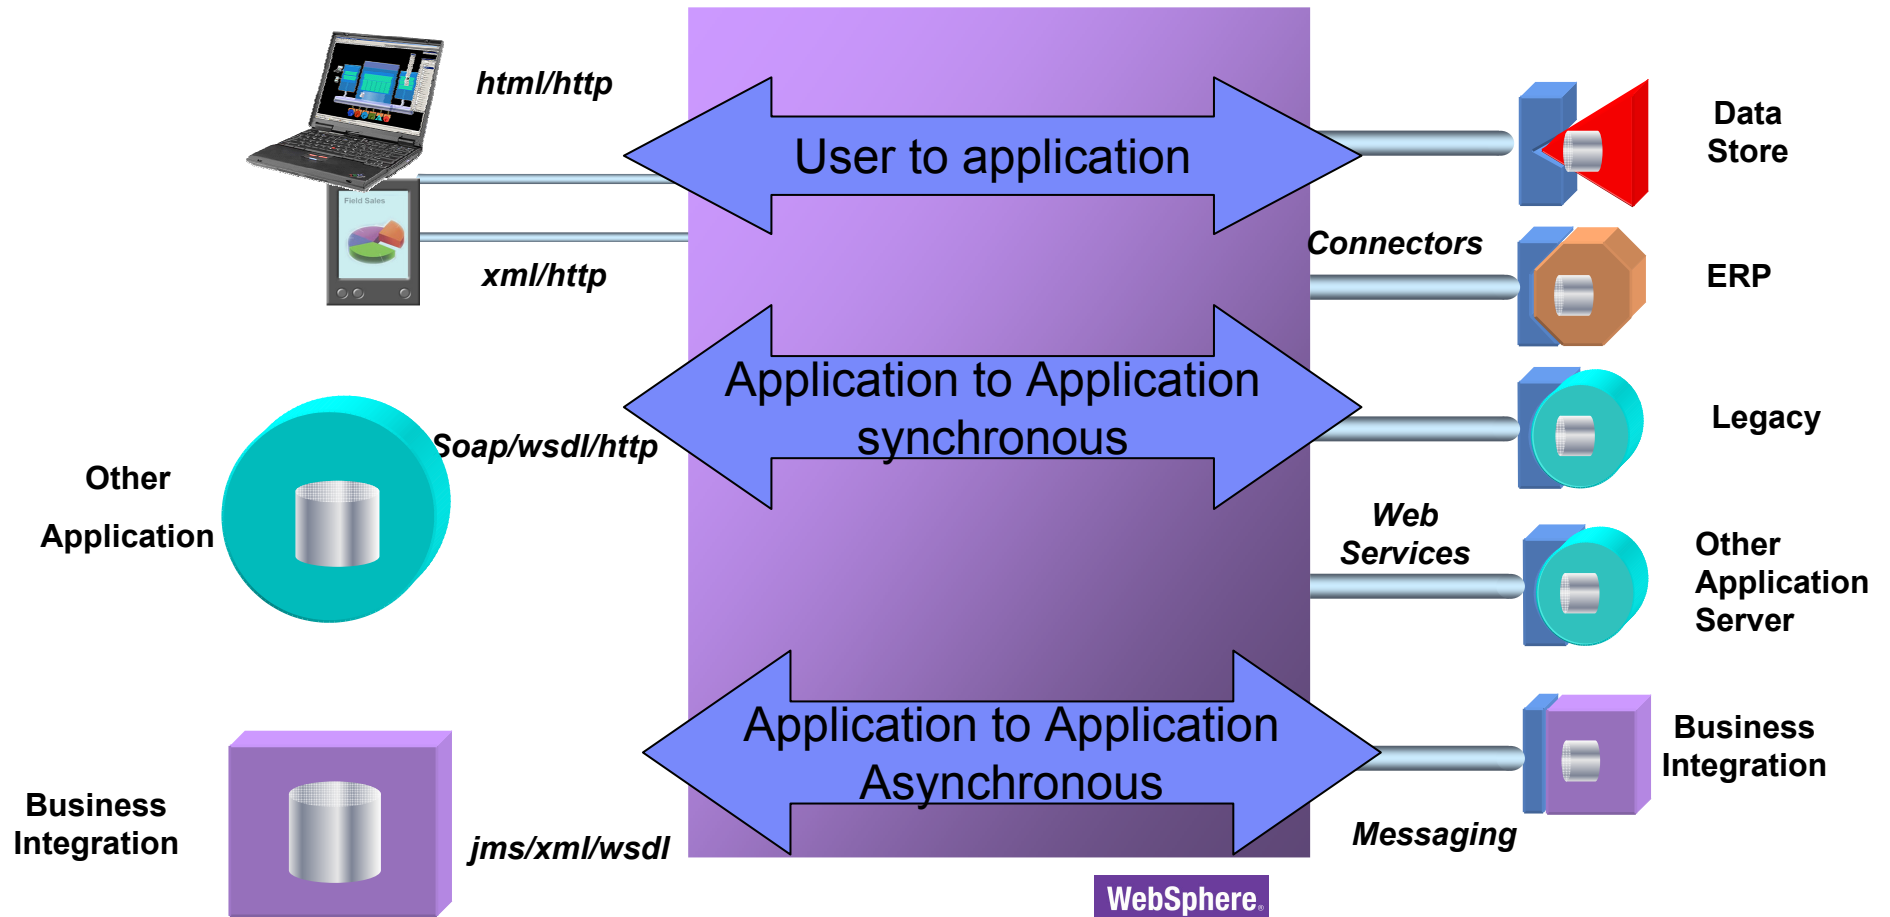 html/http
Field Sales
xml/http
User to application
Data
Store
Connectors
ERP
Application to Application
synchronous
Soap/wsdl/http
Other
Application
Legacy
Web
Services
Other
Application
Server
Application to Application
Asynchronous
Business
Integration
Business
Integration
jms/xml/wsdl
Messaging
WebSphere®